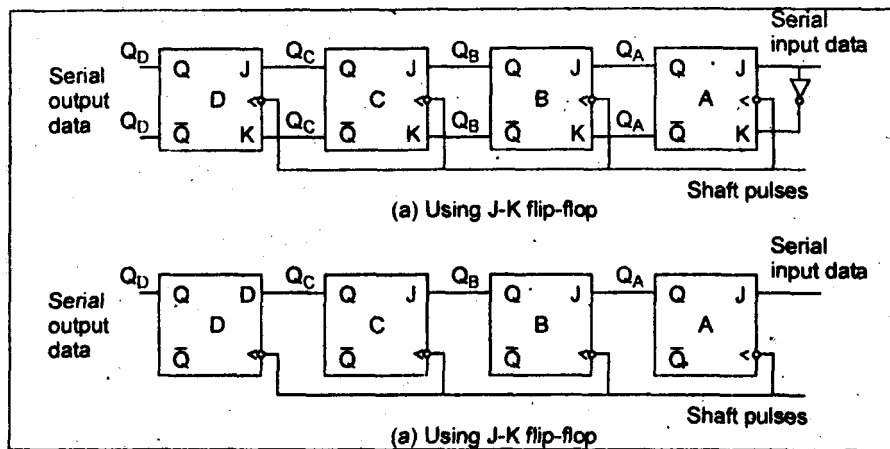 Serial input data
Q_D Q J Q_C Q J Q_B Q J Q_A Q J
Serial output data
D C B A
Q_D Q̅ K Q_C Q̅ K Q_B Q̅ K Q_A Q̅ K
Shaft pulses
(a) Using J-K flip-flop
Serial input data
Q_D Q D Q_C Q J Q_B Q J Q_A Q J
Serial output data
D C B A
Q̅ Q̅ Q̅ Q̅
Shaft pulses
(a) Using J-K flip-flop